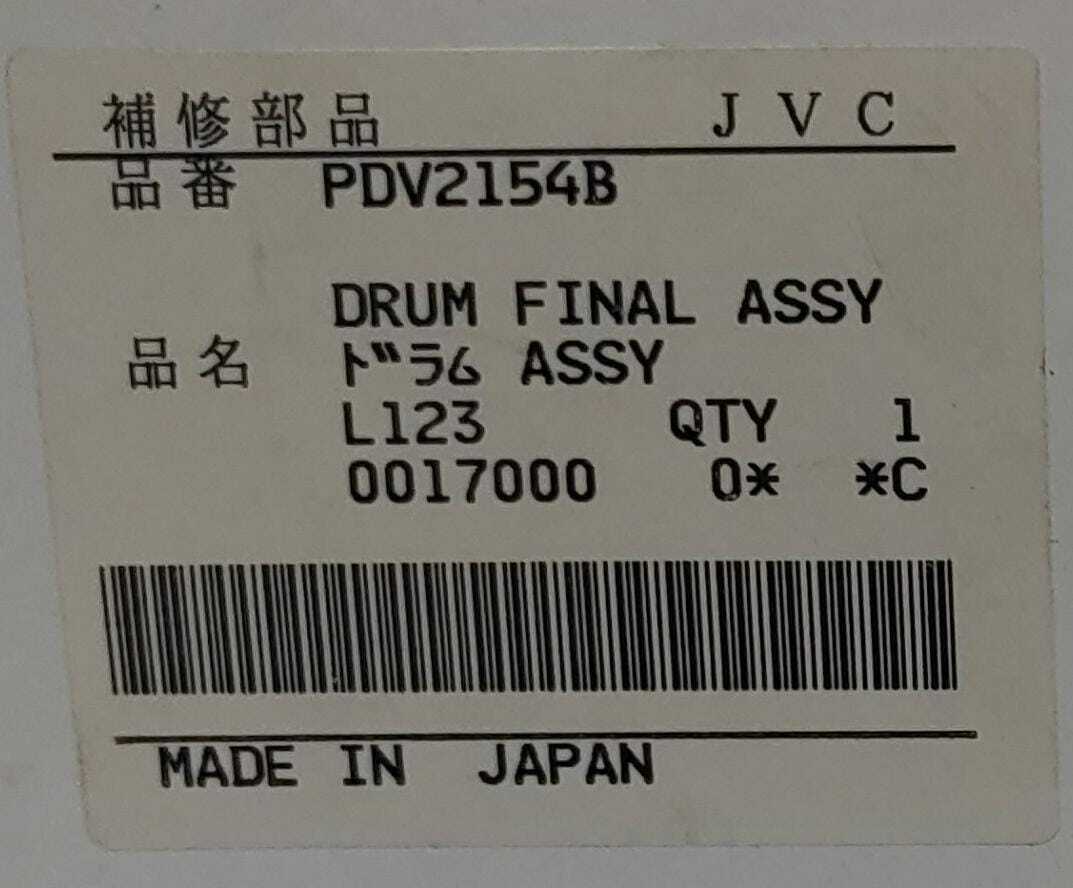 補修部品 JVC
品番 PDV2154B
DRUM FINAL ASSY
品名 ドラム ASSY
L123 QTY 1
0017000 0* *C
MADE IN JAPAN